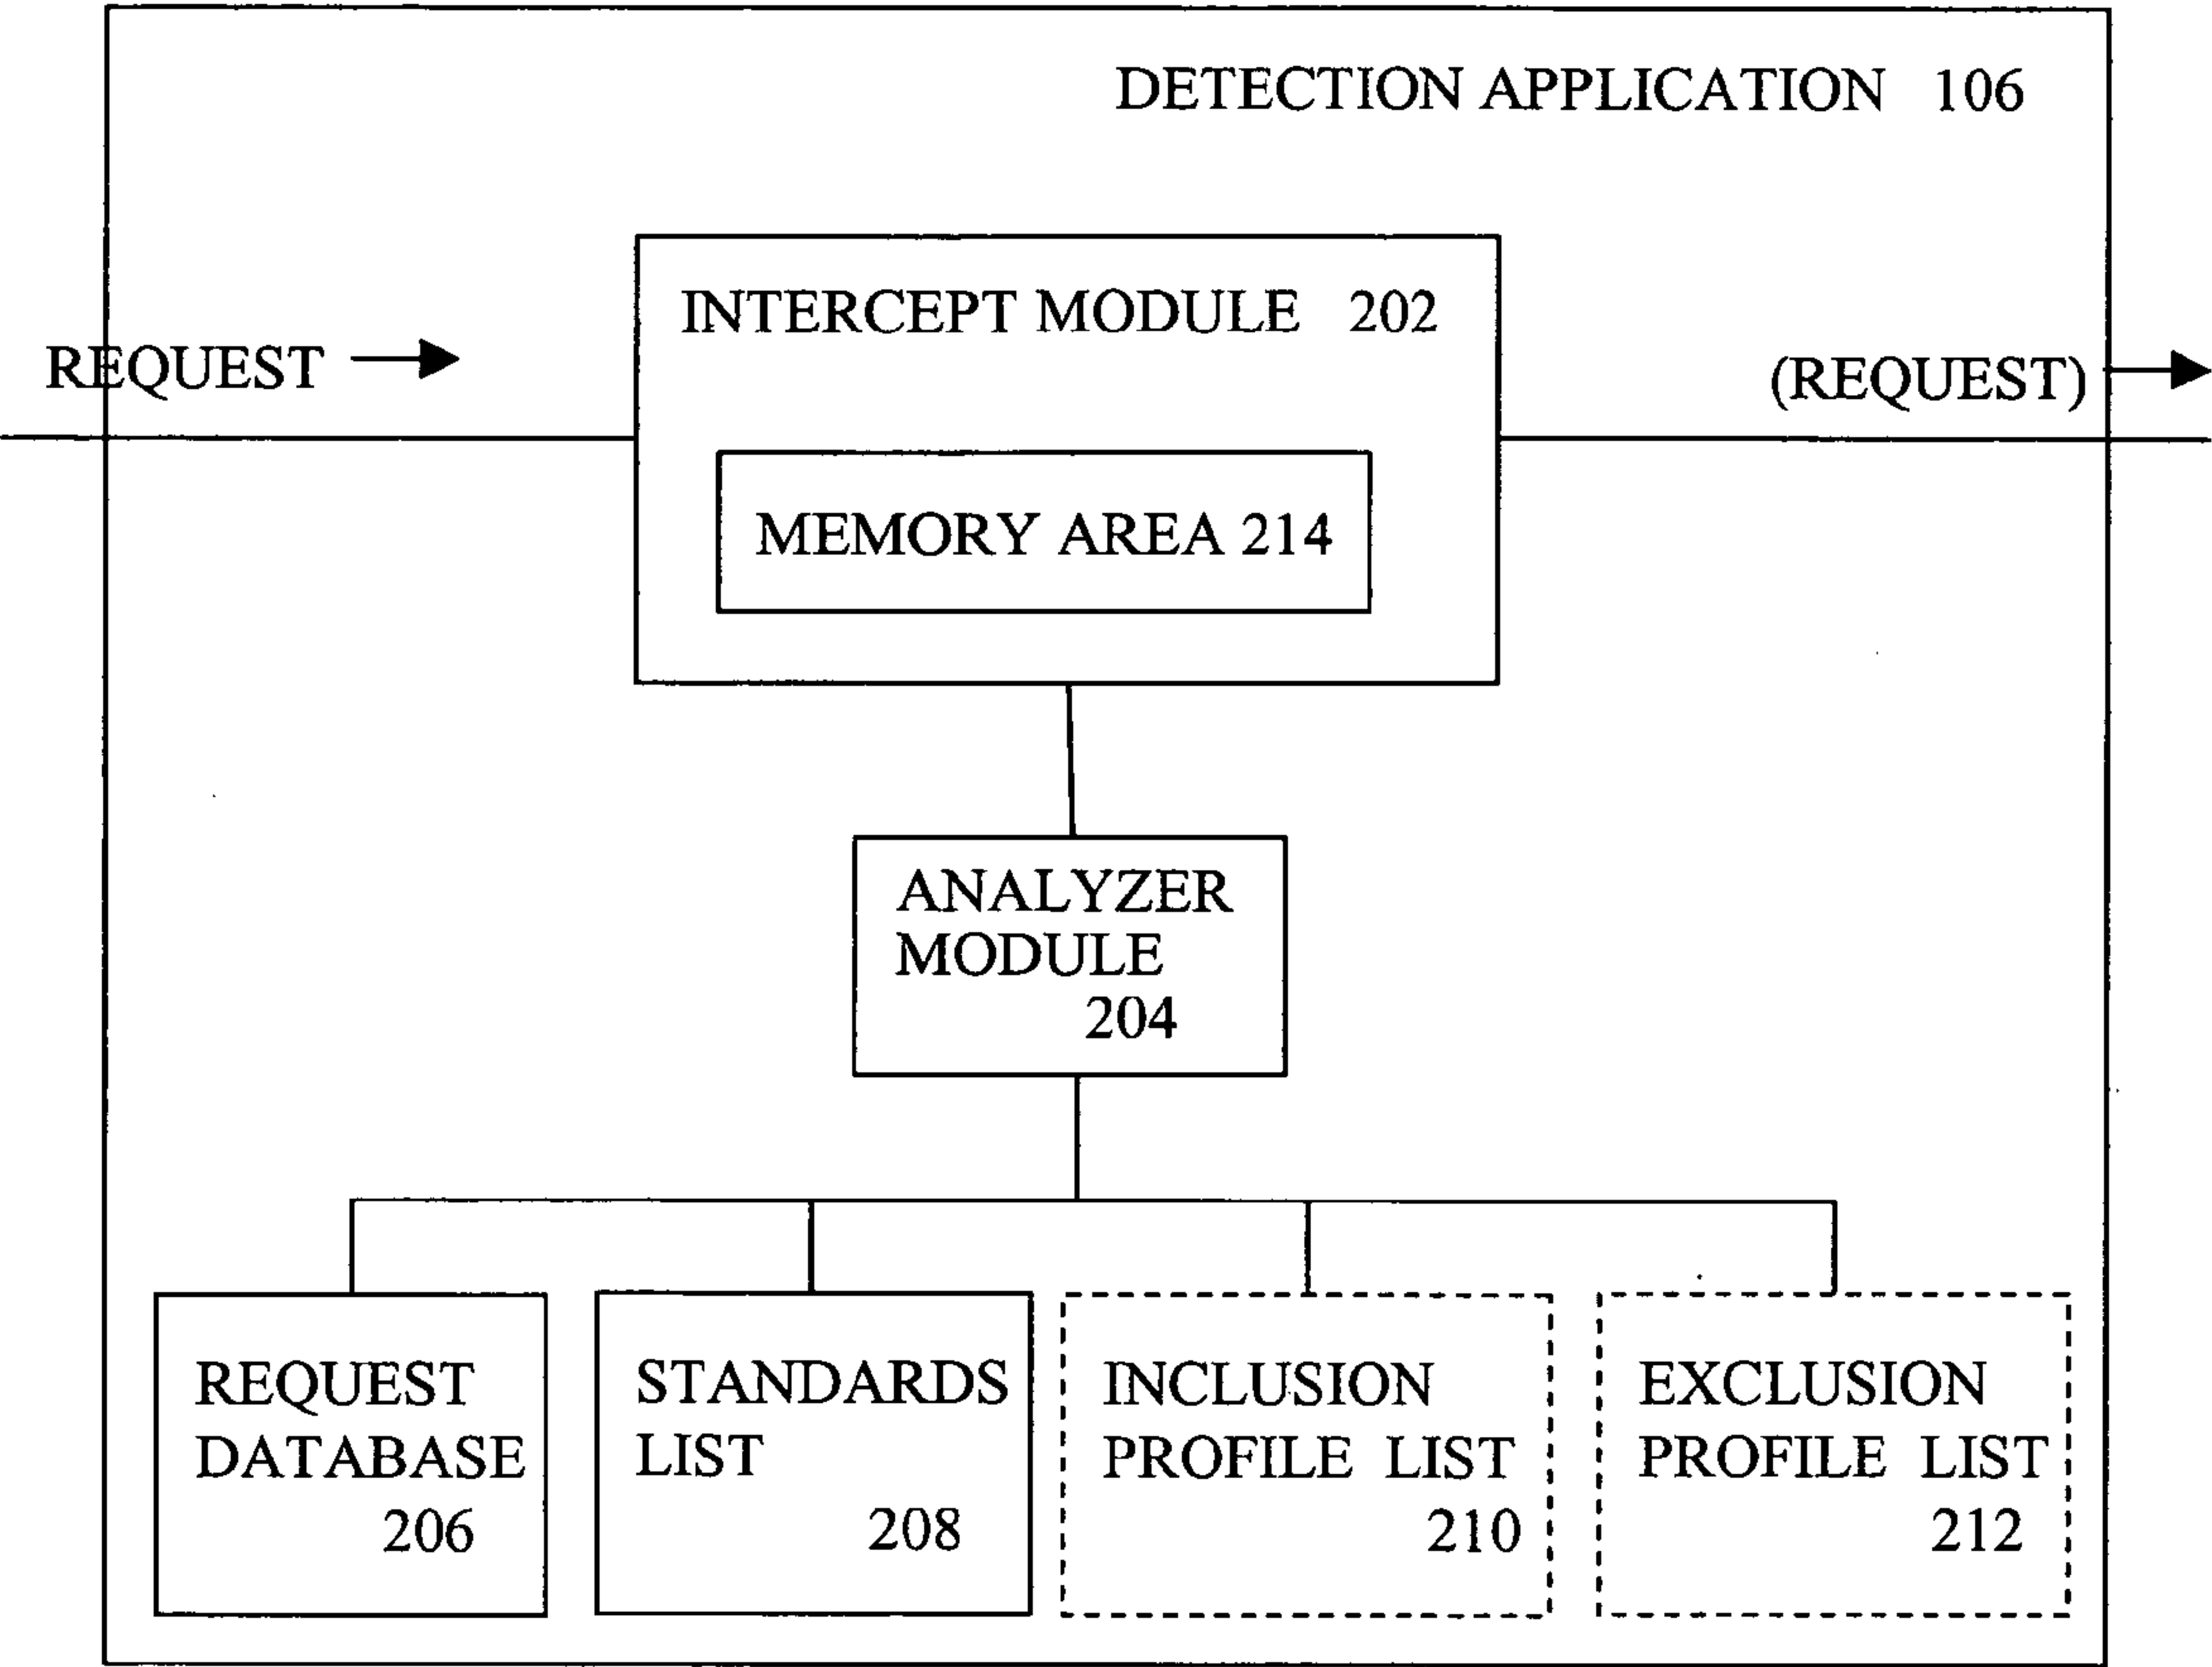 DETECTION APPLICATION 106
INTERCEPT MODULE 202
REQUEST
(REQUEST)
MEMORY AREA 214
ANALYZER
MODULE
204
REQUEST
DATABASE
206
STANDARDS
LIST
208
INCLUSION
PROFILE LIST
210
EXCLUSION
PROFILE LIST
212